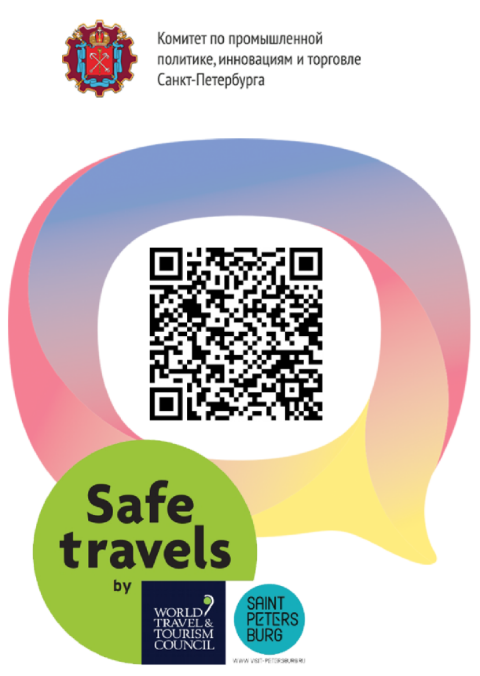 Комитет по промышленной
политике, инновациям и торговле
Санкт-Петербурга
Safe
travels
by
WORLD
TRAVEL &
TOURISM
COUNCIL
SAINT
PETERS
BURG
WWW.VISIT-PETERSBURG.RU